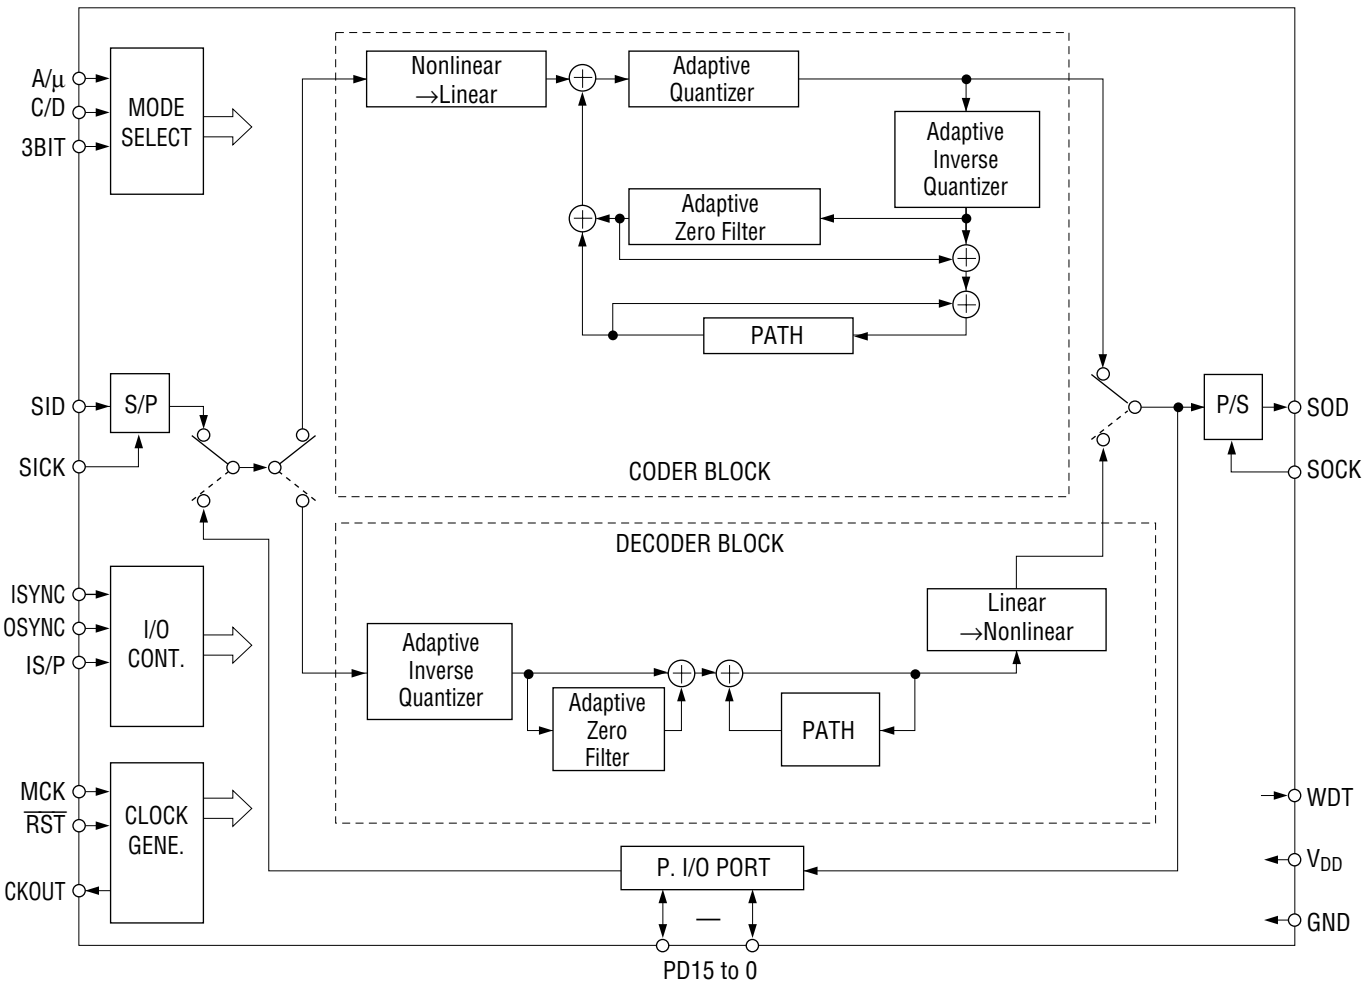 A/μ
C/D
3BIT
MODE
SELECT
Nonlinear
→Linear
Adaptive
Quantizer
Adaptive
Inverse
Quantizer
Adaptive
Zero Filter
PATH
CODER BLOCK
SID
SICK
S/P
P/S
SOD
SOCK
DECODER BLOCK
ISYNC
OSYNC
IS/P
I/O
CONT.
Adaptive
Inverse
Quantizer
Adaptive
Zero
Filter
PATH
Linear
→Nonlinear
MCK
RST
CKOUT
CLOCK
GENE.
P. I/O PORT
PD15 to 0
WDT
VDD
GND